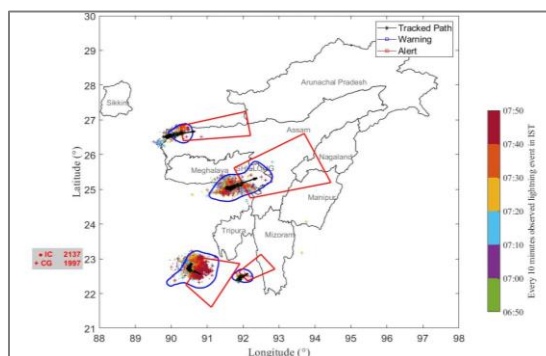 30
29
28
27
26
25
24
23
22
21
88 89 90 91 92 93 94 95 96 97 98
Latitude (°)
Longitude (°)
Tracked Path
Warning
Alert
Sikkim
Arunachal Pradesh
Assam
Nagaland
Meghalaya
Manipur
Tripura
Mizoram
IC 2137
CG 1997
07:50
07:40
07:30
07:20
07:10
07:00
06:50
Every 10 minutes observed lightning event in IST